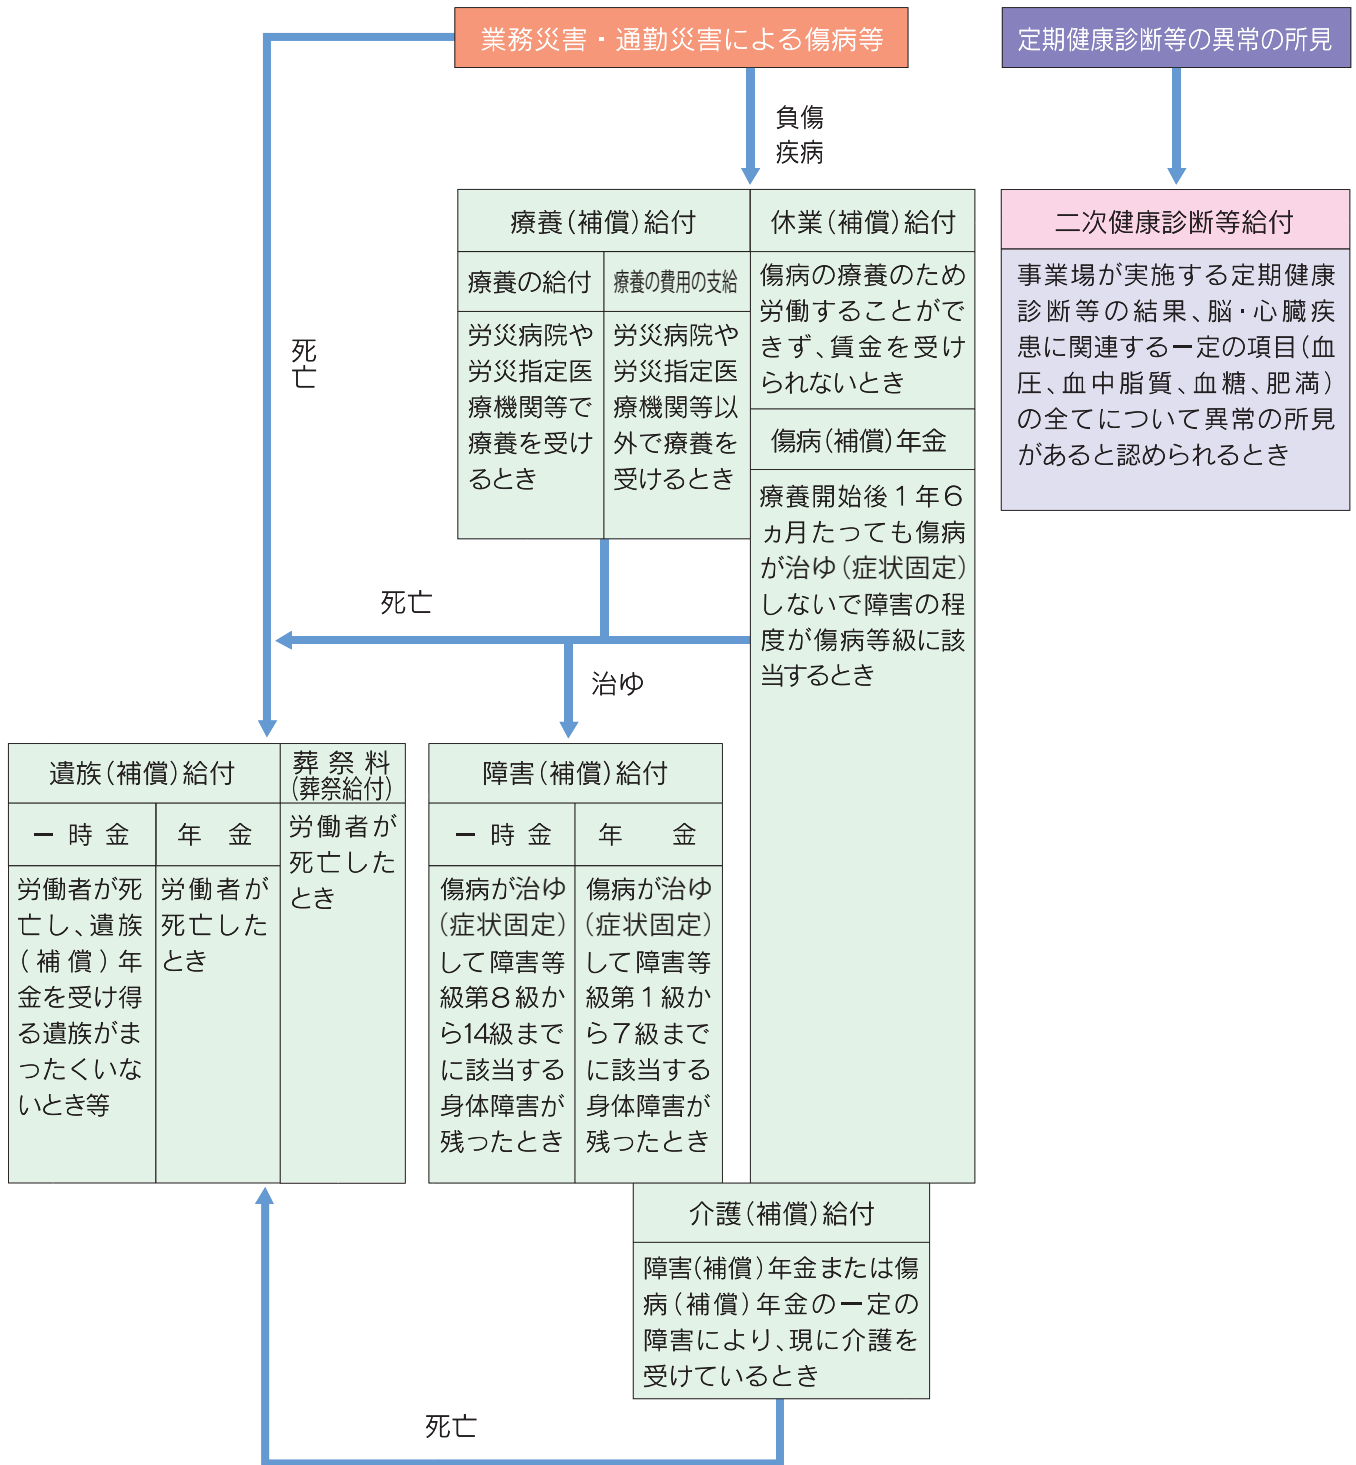 業務災害・通勤災害による傷病等
定期健康診断等の異常の所見
負傷
疾病
死亡
療養（補償）給付
療養の給付
労災病院や
労災指定医
療機関等で
療養を受け
るとき
療養の費用の支給
労災病院や
労災指定医
療機関等以
外で療養を
受けるとき
休業（補償）給付
傷病の療養のため
労働することがで
きず、賃金を受け
られないとき
傷病（補償）年金
療養開始後１年６
ヵ月たっても傷病
が治ゆ（症状固定）
しないで障害の程
度が傷病等級に該
当するとき
二次健康診断等給付
事業場が実施する定期健康
診断等の結果、脳・心臓疾
患に関連する一定の項目（血
圧、血中脂質、血糖、肥満）
の全てについて異常の所見
があると認められるとき
死亡
治ゆ
遺族（補償）給付
一時金
労働者が死
亡し、遺族
（補償）年
金を受け得
る遺族がま
ったくいな
いとき等
年　金
労働者が
死亡した
とき
葬祭料
（葬祭給付）
労働者が
死亡した
とき
障害（補償）給付
一時金
傷病が治ゆ
（症状固定）
して障害等
級第８級か
ら14級まで
に該当する
身体障害が
残ったとき
年　金
傷病が治ゆ
（症状固定）
して障害等
級第１級か
ら７級まで
に該当する
身体障害が
残ったとき
介護（補償）給付
障害（補償）年金または傷
病（補償）年金の一定の
障害により、現に介護を
受けているとき
死亡